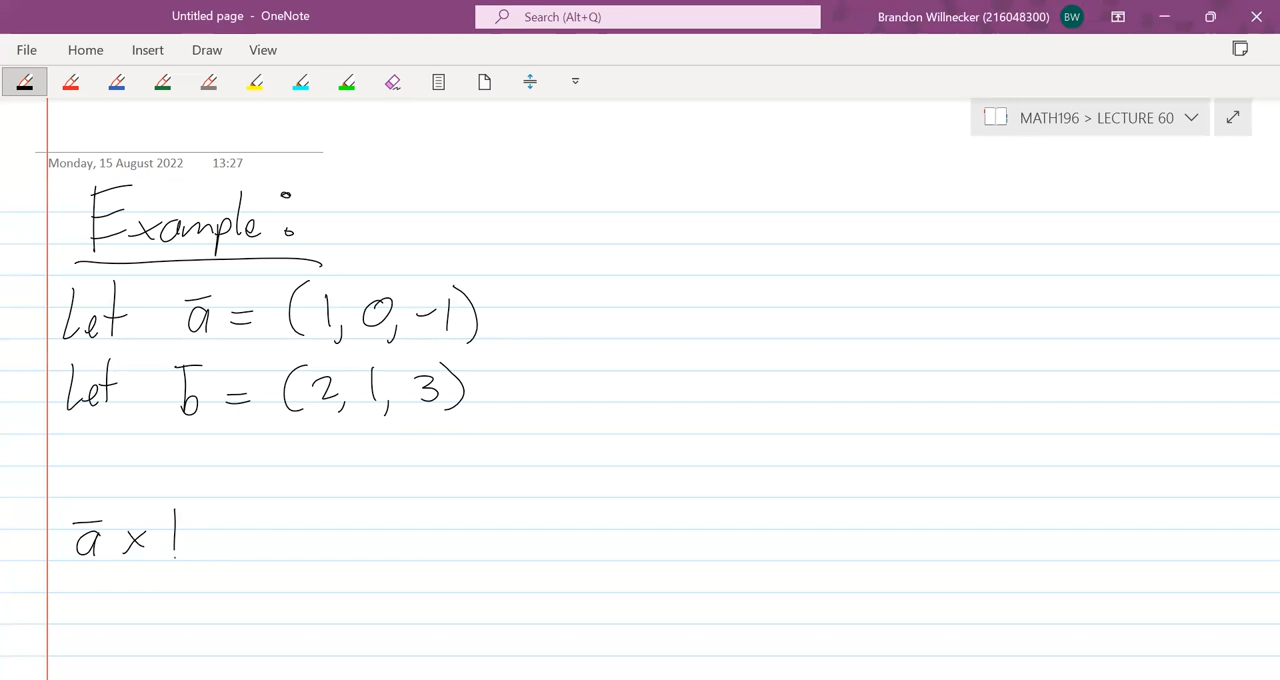 Untitled page - OneNote
Search (Alt+Q)
Brandon Willnecker (216048300)
BW
File Home Insert Draw View
MATH196 > LECTURE 60
Monday, 15 August 2022 13:27
Example:
Let a̅ = (1, 0, -1)
Let b̅ = (2, 1, 3)
a̅ ×